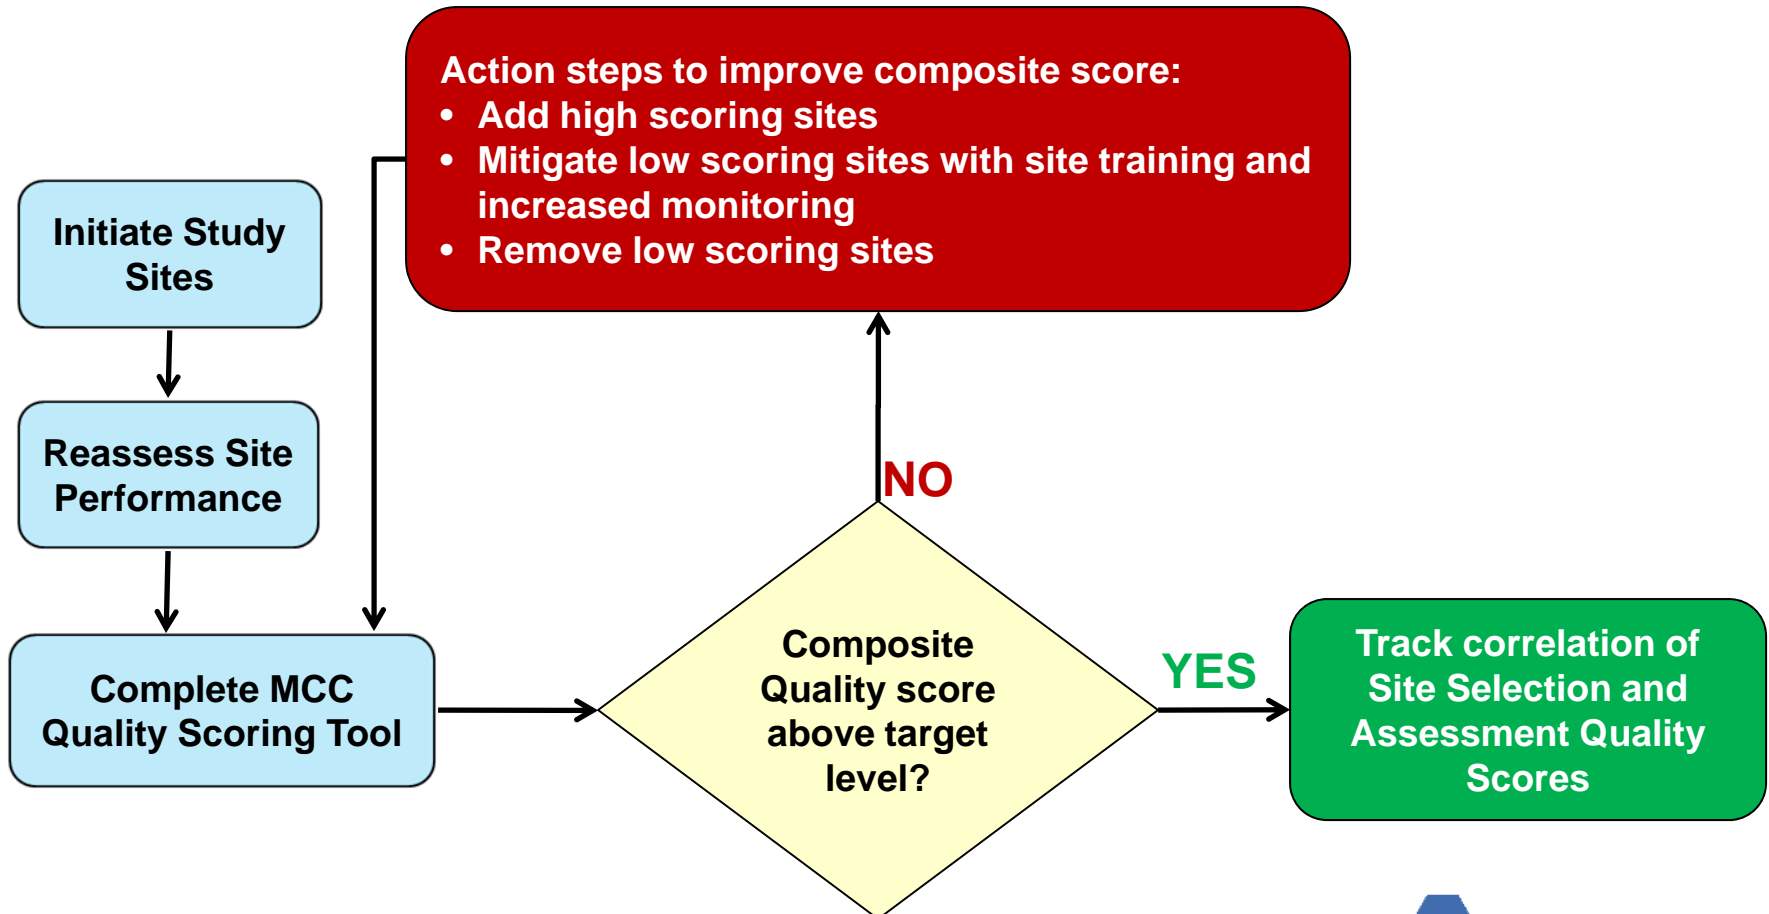 Action steps to improve composite score:
• Add high scoring sites
• Mitigate low scoring sites with site training and
increased monitoring
• Remove low scoring sites
Initiate Study
Sites
Reassess Site
Performance
Complete MCC
Quality Scoring Tool
NO
Composite
Quality score
above target
level?
YES
Track correlation of
Site Selection and
Assessment Quality
Scores